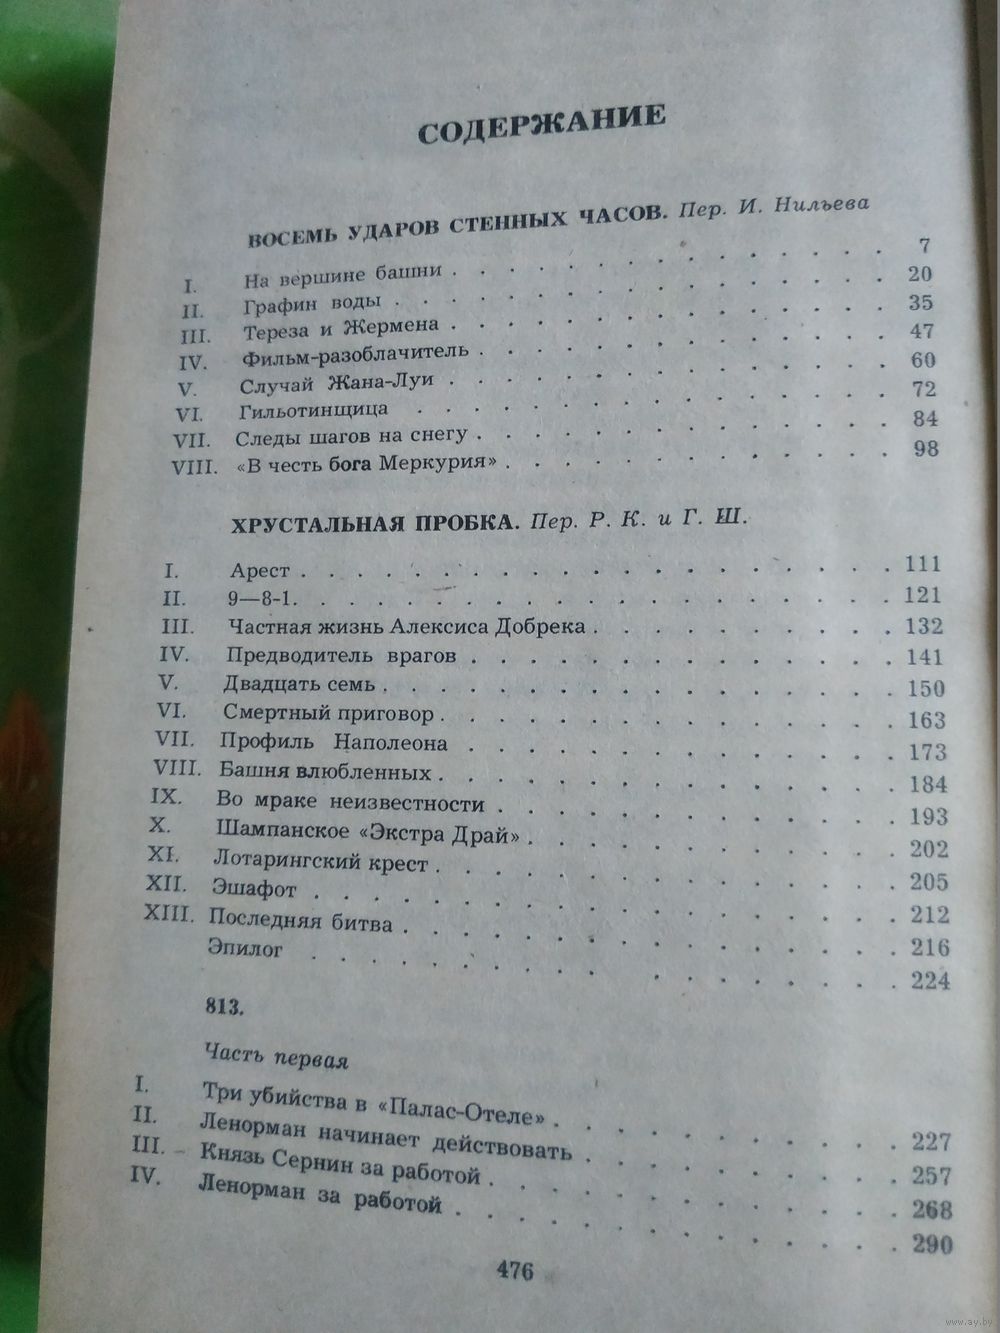 СОДЕРЖАНИЕ
ВОСЕМЬ УДАРОВ СТЕННЫХ ЧАСОВ. Пер. И. Нильева
I. На вершине башни . . . . . . . . . . . . . . 7
II. Графин воды . . . . . . . . . . . . . . . . 20
III. Тереза и Жермена . . . . . . . . . . . . . . 35
IV. Фильм-разоблачитель . . . . . . . . . . . . . 47
V. Случай Жана-Луи . . . . . . . . . . . . . . 60
VI. Гильотинщица . . . . . . . . . . . . . . . 72
VII. Следы шагов на снегу . . . . . . . . . . . . . 84
VIII. «В честь бога Меркурия» . . . . . . . . . . . . 98
ХРУСТАЛЬНАЯ ПРОБКА. Пер. Р. К. и Г. Ш.
I. Арест . . . . . . . . . . . . . . . . . . 111
II. 9—8-1. . . . . . . . . . . . . . . . . . 121
III. Частная жизнь Алексиса Добрека . . . . . . . . . . 132
IV. Предводитель врагов . . . . . . . . . . . . . . 141
V. Двадцать семь . . . . . . . . . . . . . . . . 150
VI. Смертный приговор . . . . . . . . . . . . . . . 163
VII. Профиль Наполеона . . . . . . . . . . . . . . 173
VIII. Башня влюбленных . . . . . . . . . . . . . . . 184
IX. Во мраке неизвестности . . . . . . . . . . . . . 193
X. Шампанское «Экстра Драй» . . . . . . . . . . . . 202
XI. Лотарингский крест . . . . . . . . . . . . . . . 205
XII. Эшафот . . . . . . . . . . . . . . . . . . 212
XIII. Последняя битва . . . . . . . . . . . . . . . . 216
Эпилог . . . . . . . . . . . . . . . . . . 224
813.
Часть первая
I. Три убийства в «Палас-Отеле» . . . . . . . . . . . 227
II. Ленорман начинает действовать . . . . . . . . . . 257
III. Князь Сернин за работой . . . . . . . . . . . . . 268
IV. Ленорман за работой . . . . . . . . . . . . . . 290
476
www.ay.by